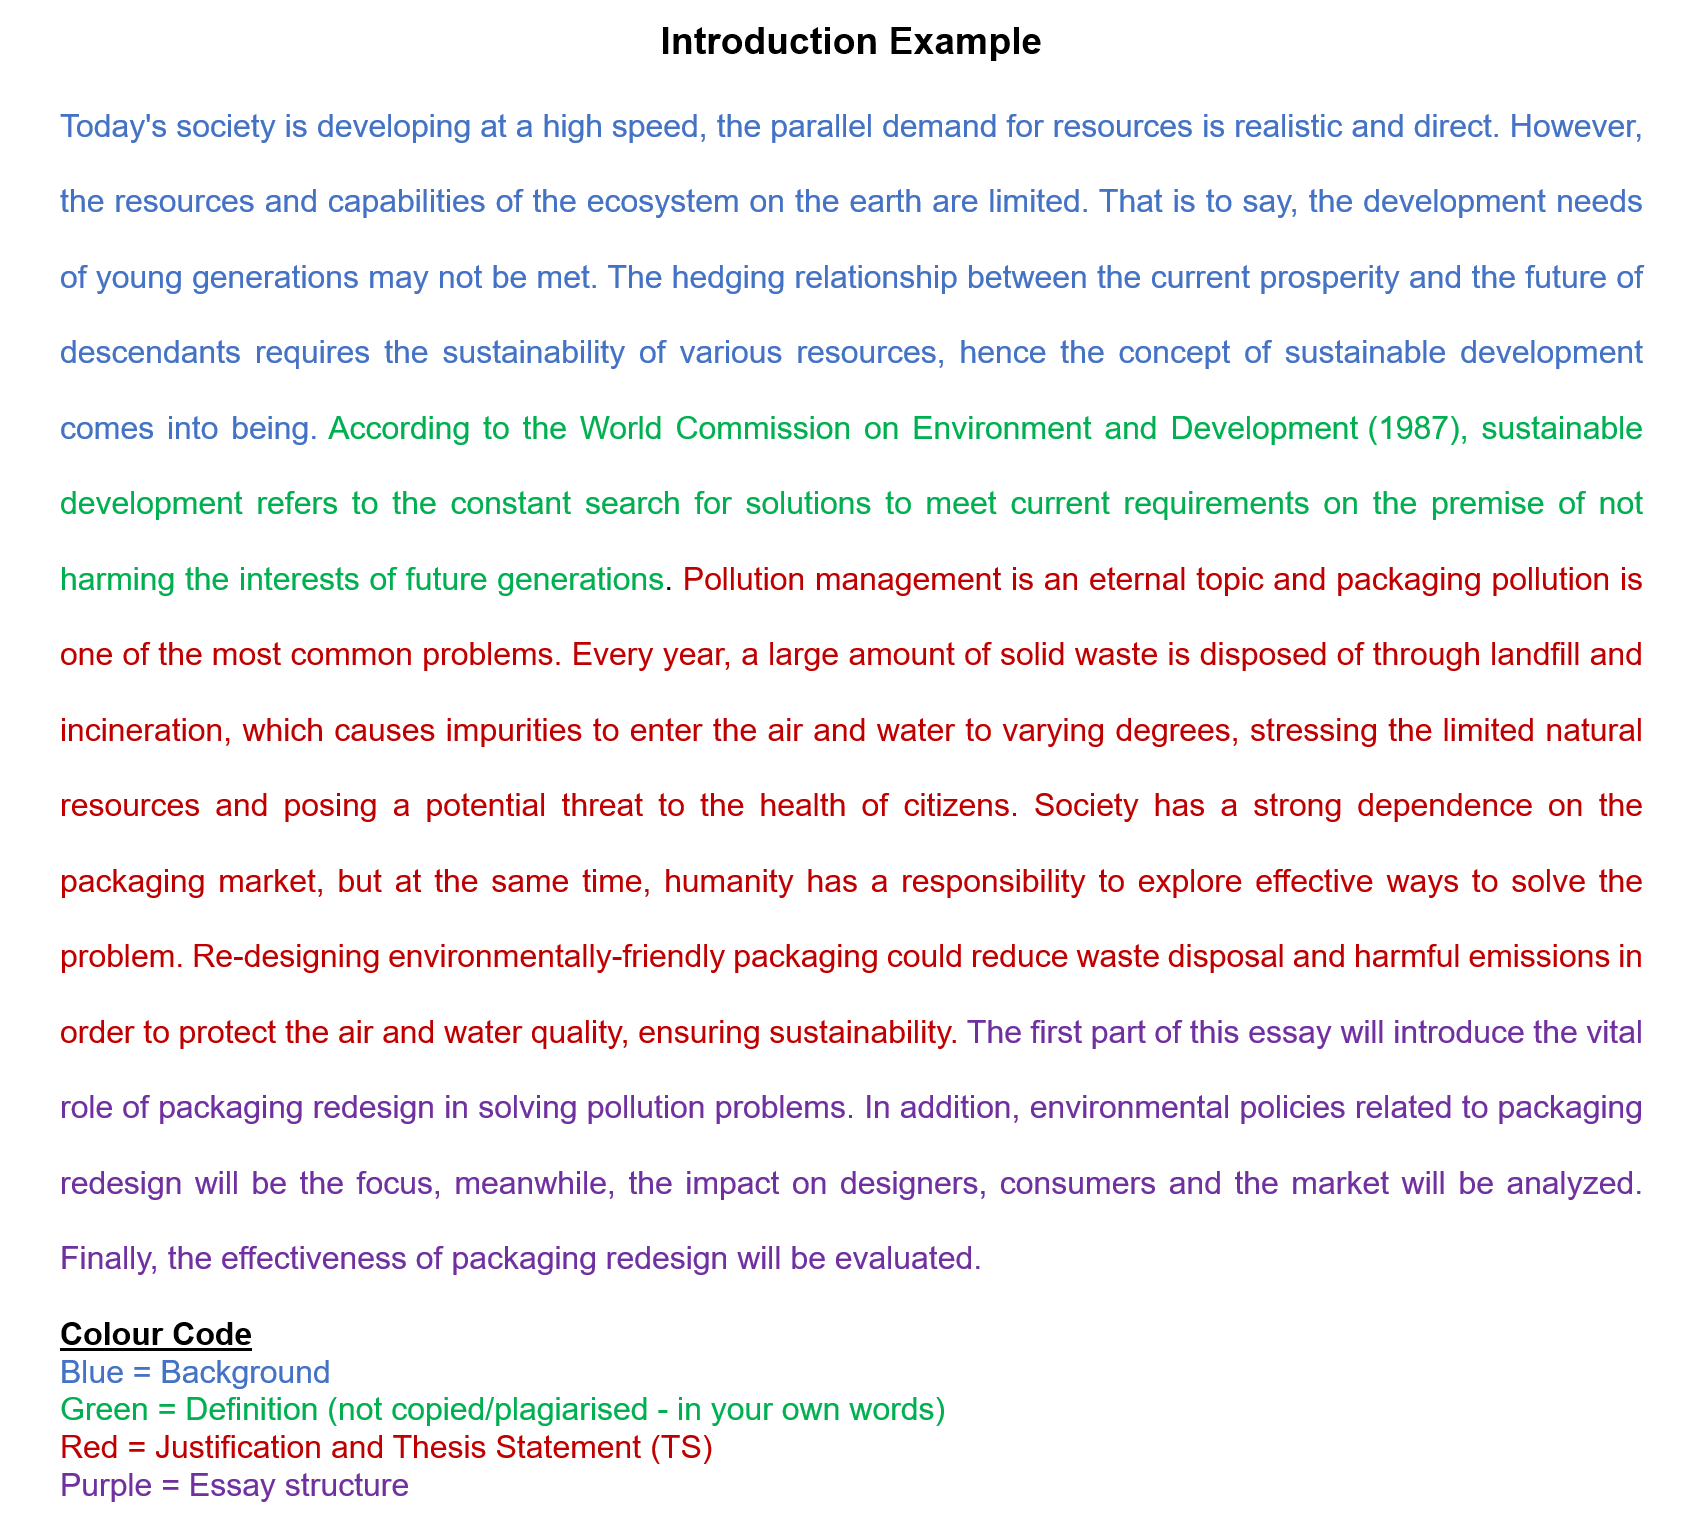 Introduction Example
Today's society is developing at a high speed, the parallel demand for resources is realistic and direct. However,
the resources and capabilities of the ecosystem on the earth are limited. That is to say, the development needs
of young generations may not be met. The hedging relationship between the current prosperity and the future of
descendants requires the sustainability of various resources, hence the concept of sustainable development
comes into being. According to the World Commission on Environment and Development (1987), sustainable
development refers to the constant search for solutions to meet current requirements on the premise of not
harming the interests of future generations. Pollution management is an eternal topic and packaging pollution is
one of the most common problems. Every year, a large amount of solid waste is disposed of through landfill and
incineration, which causes impurities to enter the air and water to varying degrees, stressing the limited natural
resources and posing a potential threat to the health of citizens. Society has a strong dependence on the
packaging market, but at the same time, humanity has a responsibility to explore effective ways to solve the
problem. Re-designing environmentally-friendly packaging could reduce waste disposal and harmful emissions in
order to protect the air and water quality, ensuring sustainability. The first part of this essay will introduce the vital
role of packaging redesign in solving pollution problems. In addition, environmental policies related to packaging
redesign will be the focus, meanwhile, the impact on designers, consumers and the market will be analyzed.
Finally, the effectiveness of packaging redesign will be evaluated.
Colour Code
Blue = Background
Green = Definition (not copied/plagiarised - in your own words)
Red = Justification and Thesis Statement (TS)
Purple = Essay structure